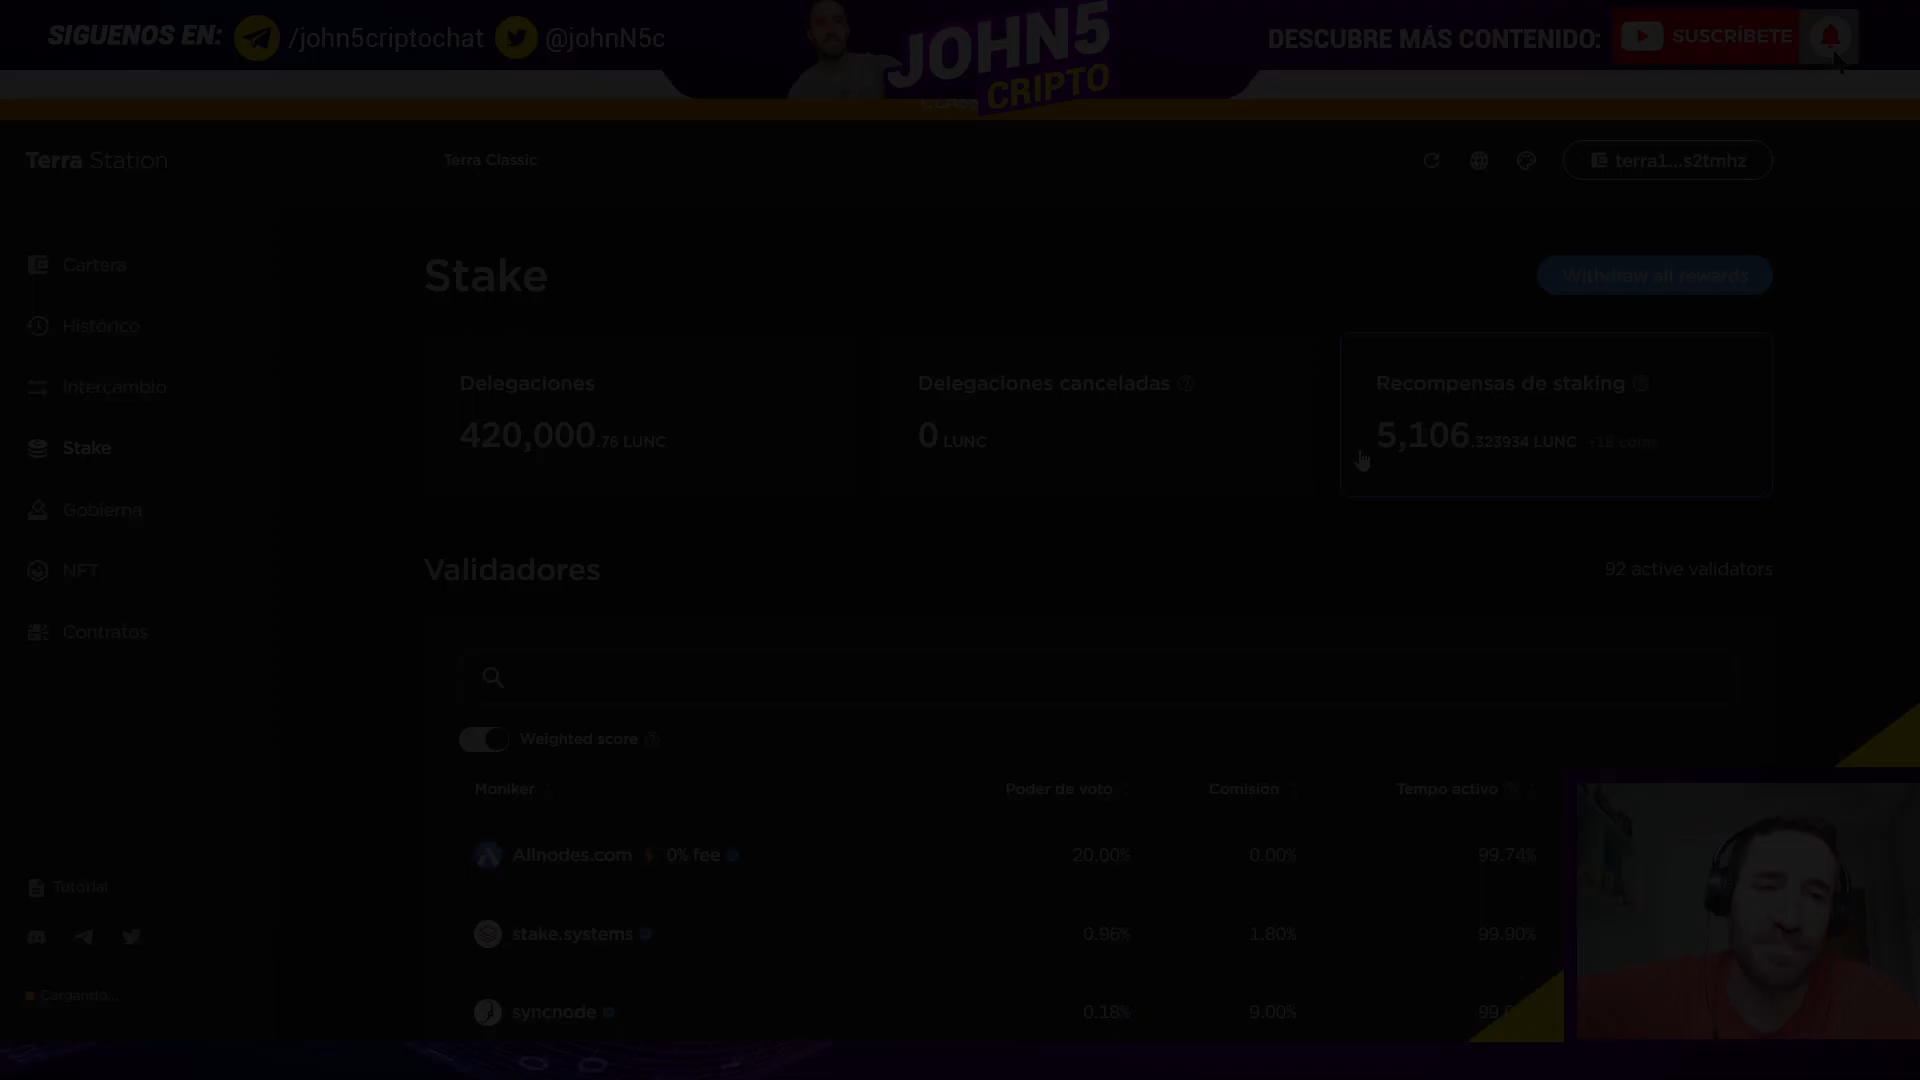 SIGUENOS EN:
/john5criptochat
@johnN5c
JOHN5
CRIPTO
DESCUBRE MÁS CONTENIDO:
SUSCRÍBETE
Terra Station
Terra Classic
terra1...s2tmhz
Cartera
Histórico
Intercambio
Stake
Gobierna
NFT
Contratos
Tutorial
Cargando...
Stake
Withdraw all rewards
Delegaciones
420,000.76 LUNC
Delegaciones canceladas
0 LUNC
Recompensas de staking
5,106.323934 LUNC +18 coins
Validadores
92 active validators
Weighted score
Moniker Poder de voto Comisión Tempo activo
Allnodes.com 0% fee 20.00% 0.00% 99.74%
stake.systems 0.96% 1.80% 99.90%
syncnode 0.18% 9.00%